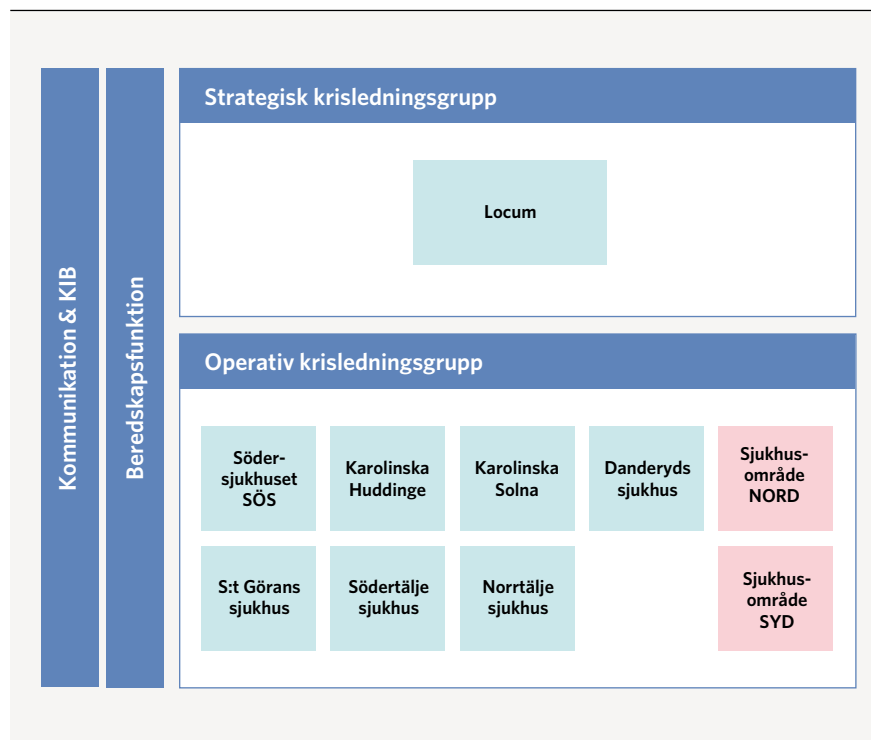 Kommunikation & KIB
Beredskapsfunktion
Strategisk krisledningsgrupp
Locum
Operativ krisledningsgrupp
Söder-
sjukhuset
SÖS
Karolinska
Huddinge
Karolinska
Solna
Danderyds
sjukhus
Sjukhus-
område
NORD
S:t Görans
sjukhus
Södertälje
sjukhus
Norrtälje
sjukhus
Sjukhus-
område
SYD